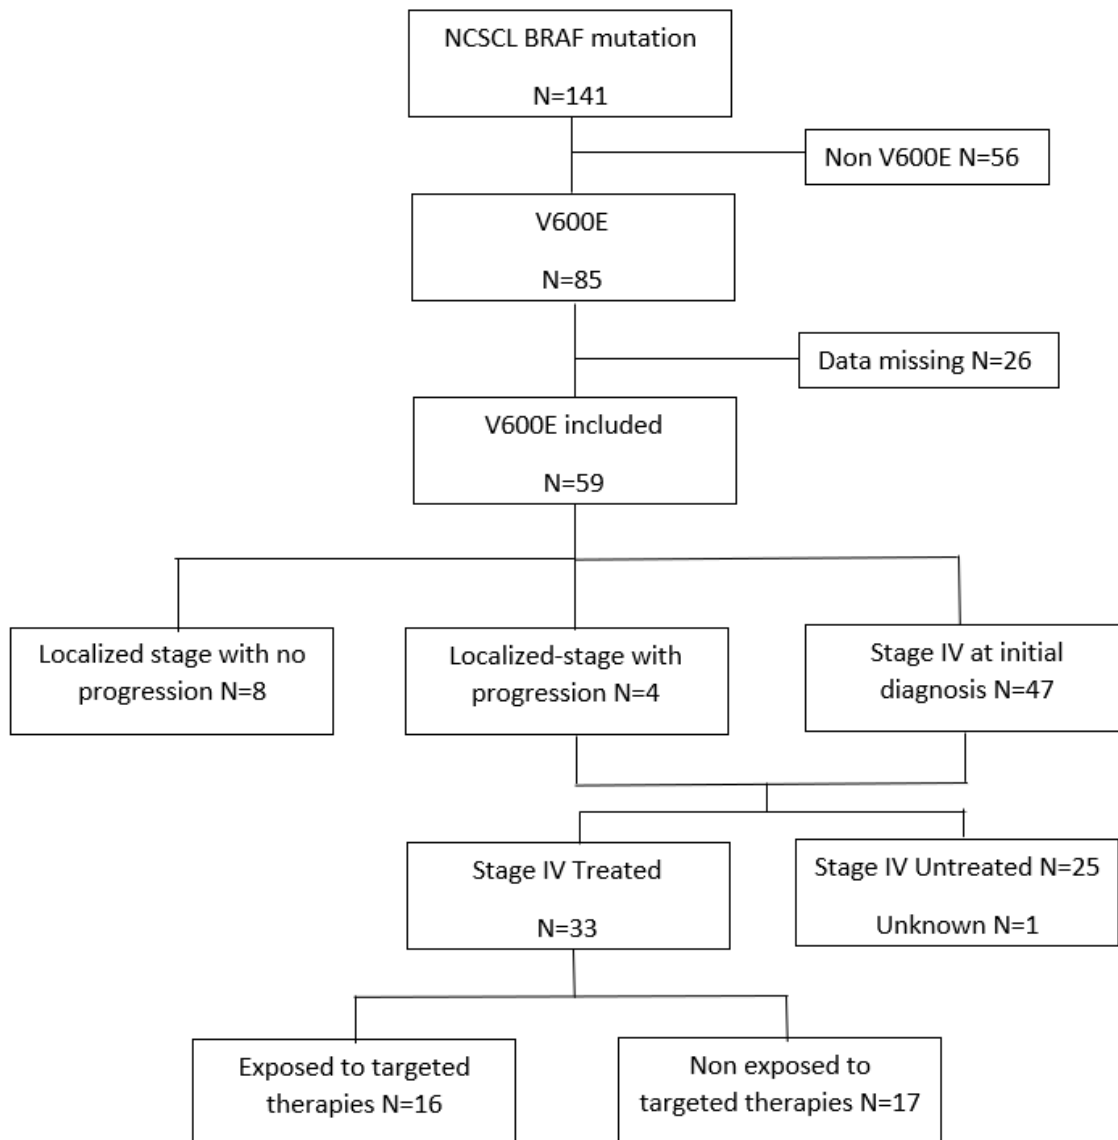 NCSCL BRAF mutation
N=141
Non V600E N=56
V600E
N=85
Data missing N=26
V600E included
N=59
Localized stage with no
progression N=8
Localized-stage with
progression N=4
Stage IV at initial
diagnosis N=47
Stage IV Treated
N=33
Stage IV Untreated N=25
Unknown N=1
Exposed to targeted
therapies N=16
Non exposed to
targeted therapies N=17